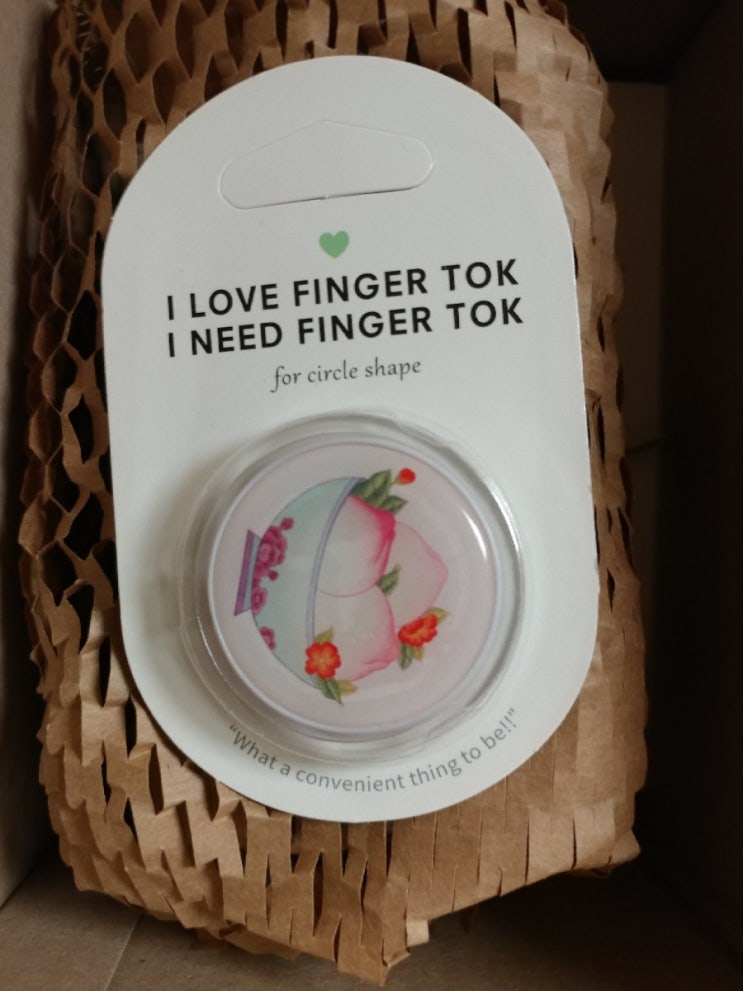 I LOVE FINGER TOK
I NEED FINGER TOK
for circle shape
“What a convenient thing to be!!”